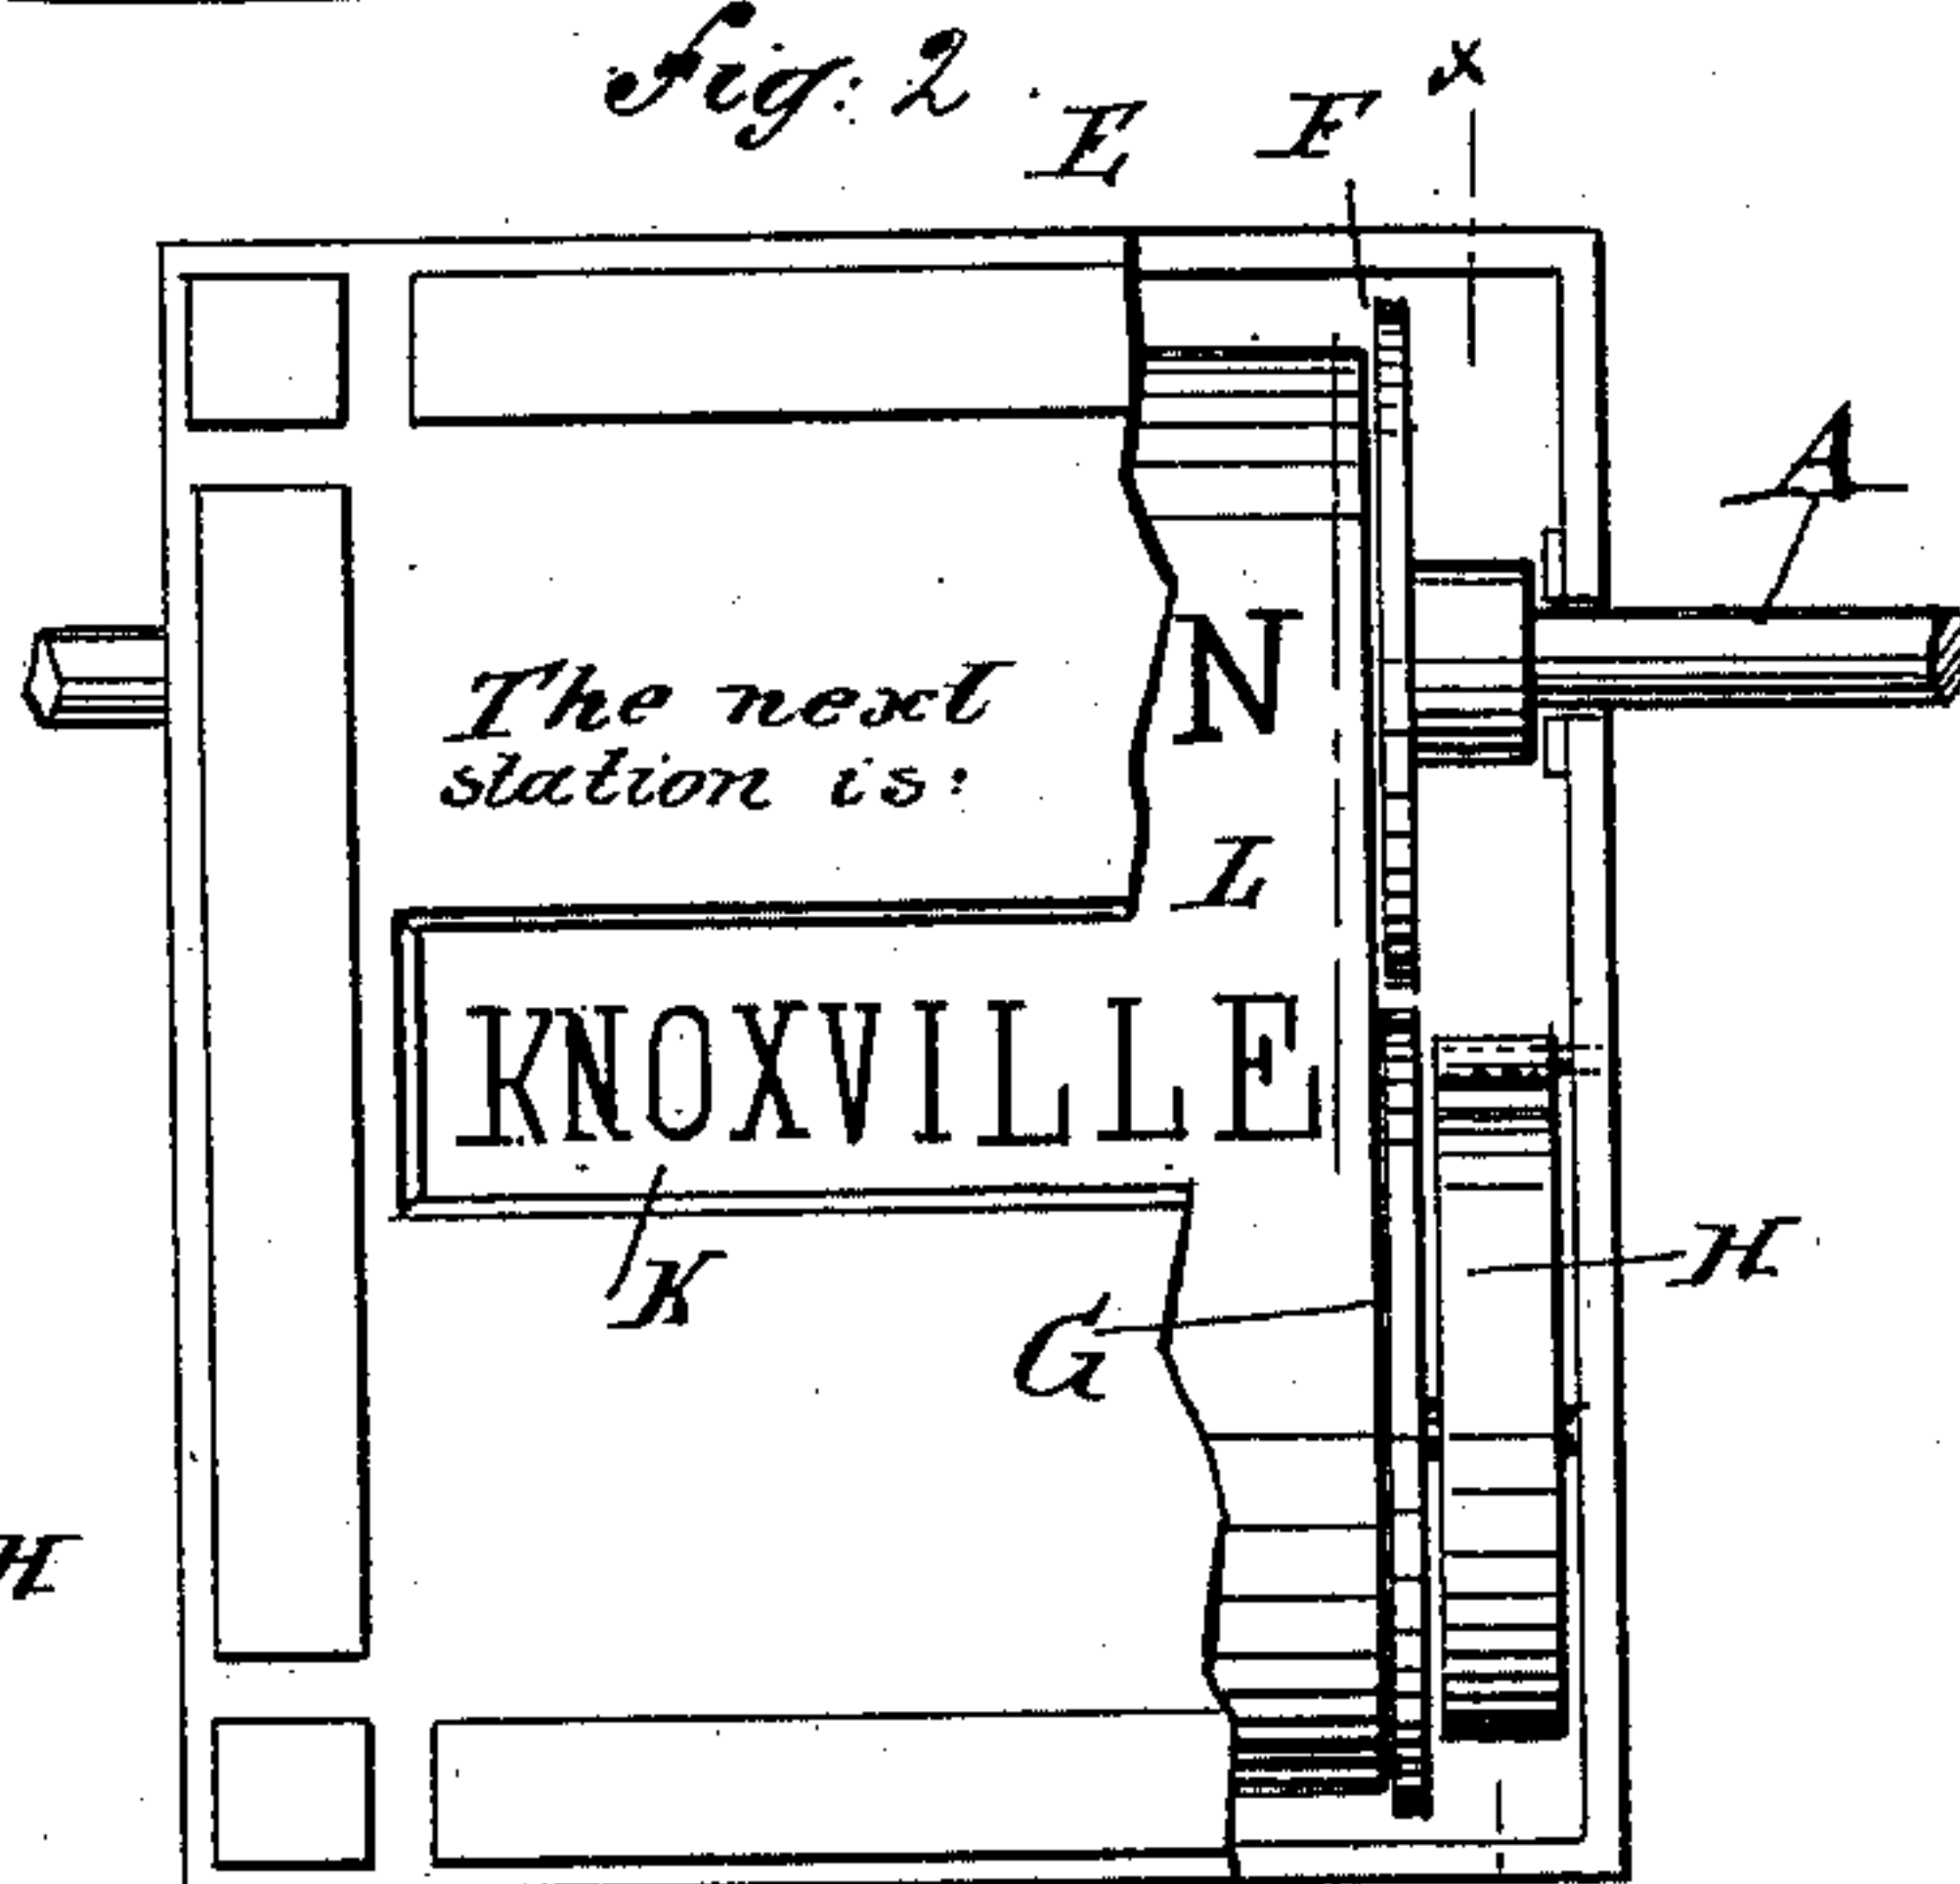 Fig: 2
E F x
A
The next
station is:
N
L
KNOXVILLE
K
H
G
H